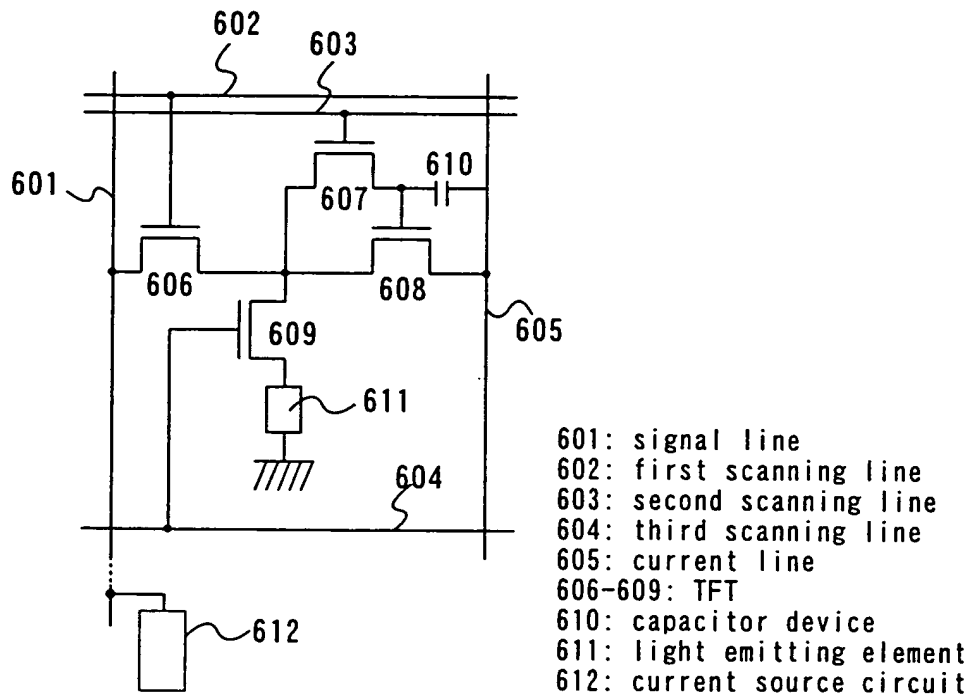 602
603
601
610
607
606
608
609
605
611
604
612
601: signal line
602: first scanning line
603: second scanning line
604: third scanning line
605: current line
606-609: TFT
610: capacitor device
611: light emitting element
612: current source circuit